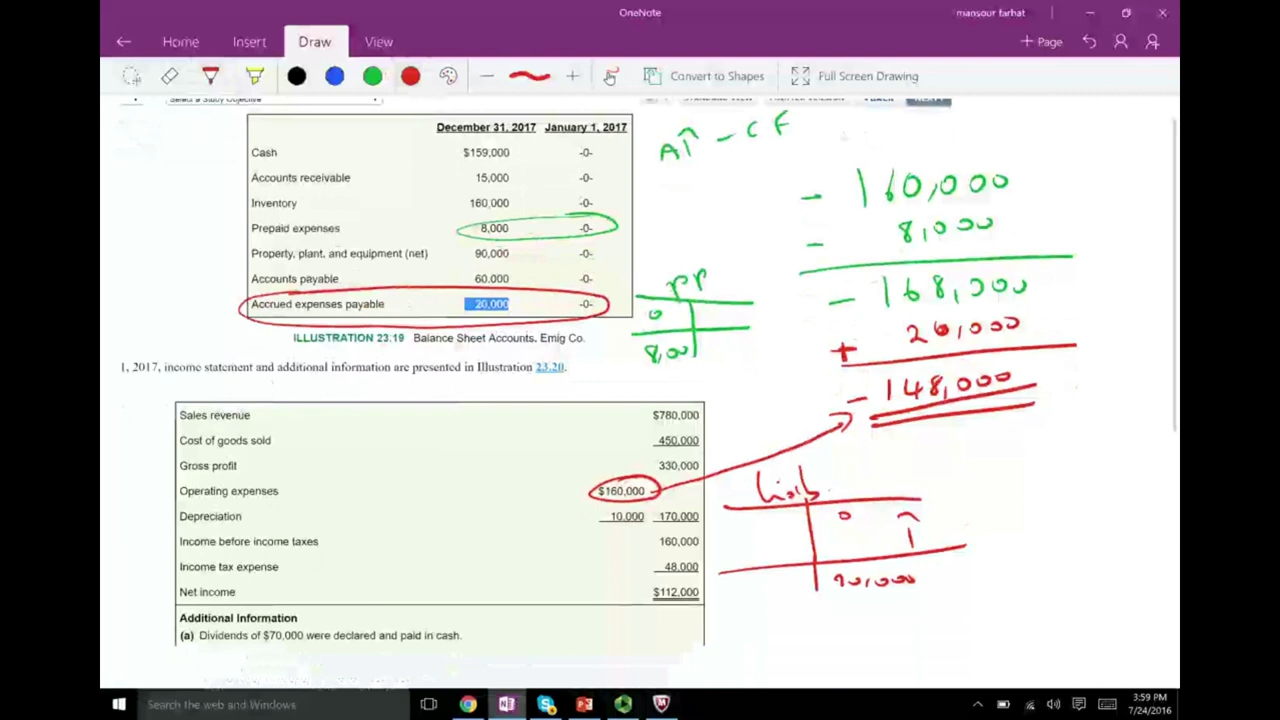 OneNote
mansour farhat
Home Insert Draw View
Page
Convert to Shapes Full Screen Drawing
Select a Study Objective
December 31, 2017 January 1, 2017
Cash $159,000 -0-
Accounts receivable 15,000 -0-
Inventory 160,000 -0-
Prepaid expenses 8,000 -0-
Property, plant, and equipment (net) 90,000 -0-
Accounts payable 60,000 -0-
Accrued expenses payable 20,000 -0-
ILLUSTRATION 23.19 Balance Sheet Accounts. Emig Co.
1, 2017, income statement and additional information are presented in Illustration 23.20.
Sales revenue $780,000
Cost of goods sold 450,000
Gross profit 330,000
Operating expenses $160,000
Depreciation 10,000 170,000
Income before income taxes 160,000
Income tax expense 48,000
Net income $112,000
Additional Information
(a) Dividends of $70,000 were declared and paid in cash.
A↑ - CF
- 160,000
- 8,000
- 168,000
+ 20,000
- 148,000
PP
0
8,00
Liab
0 ↑
20,000
Search the web and Windows
3:59 PM
7/24/2016